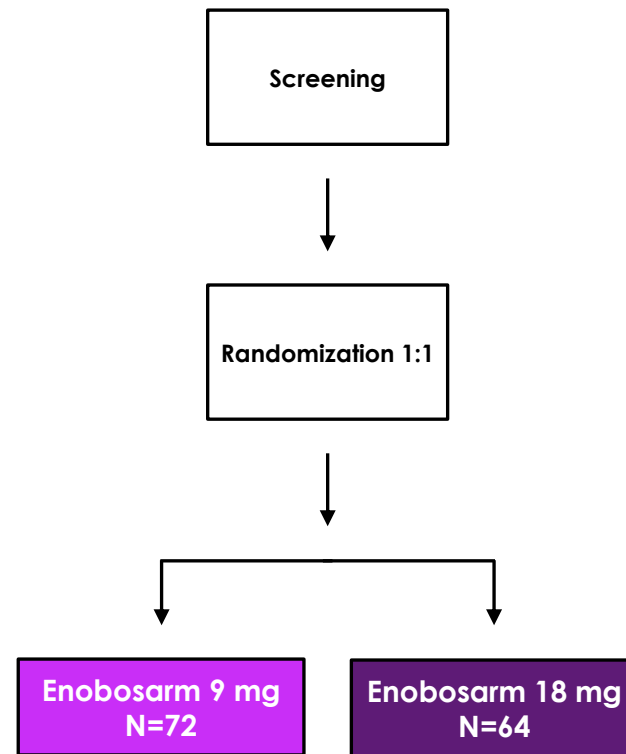 Screening
Randomization 1:1
Enobosarm 9 mg
N=72
Enobosarm 18 mg
N=64